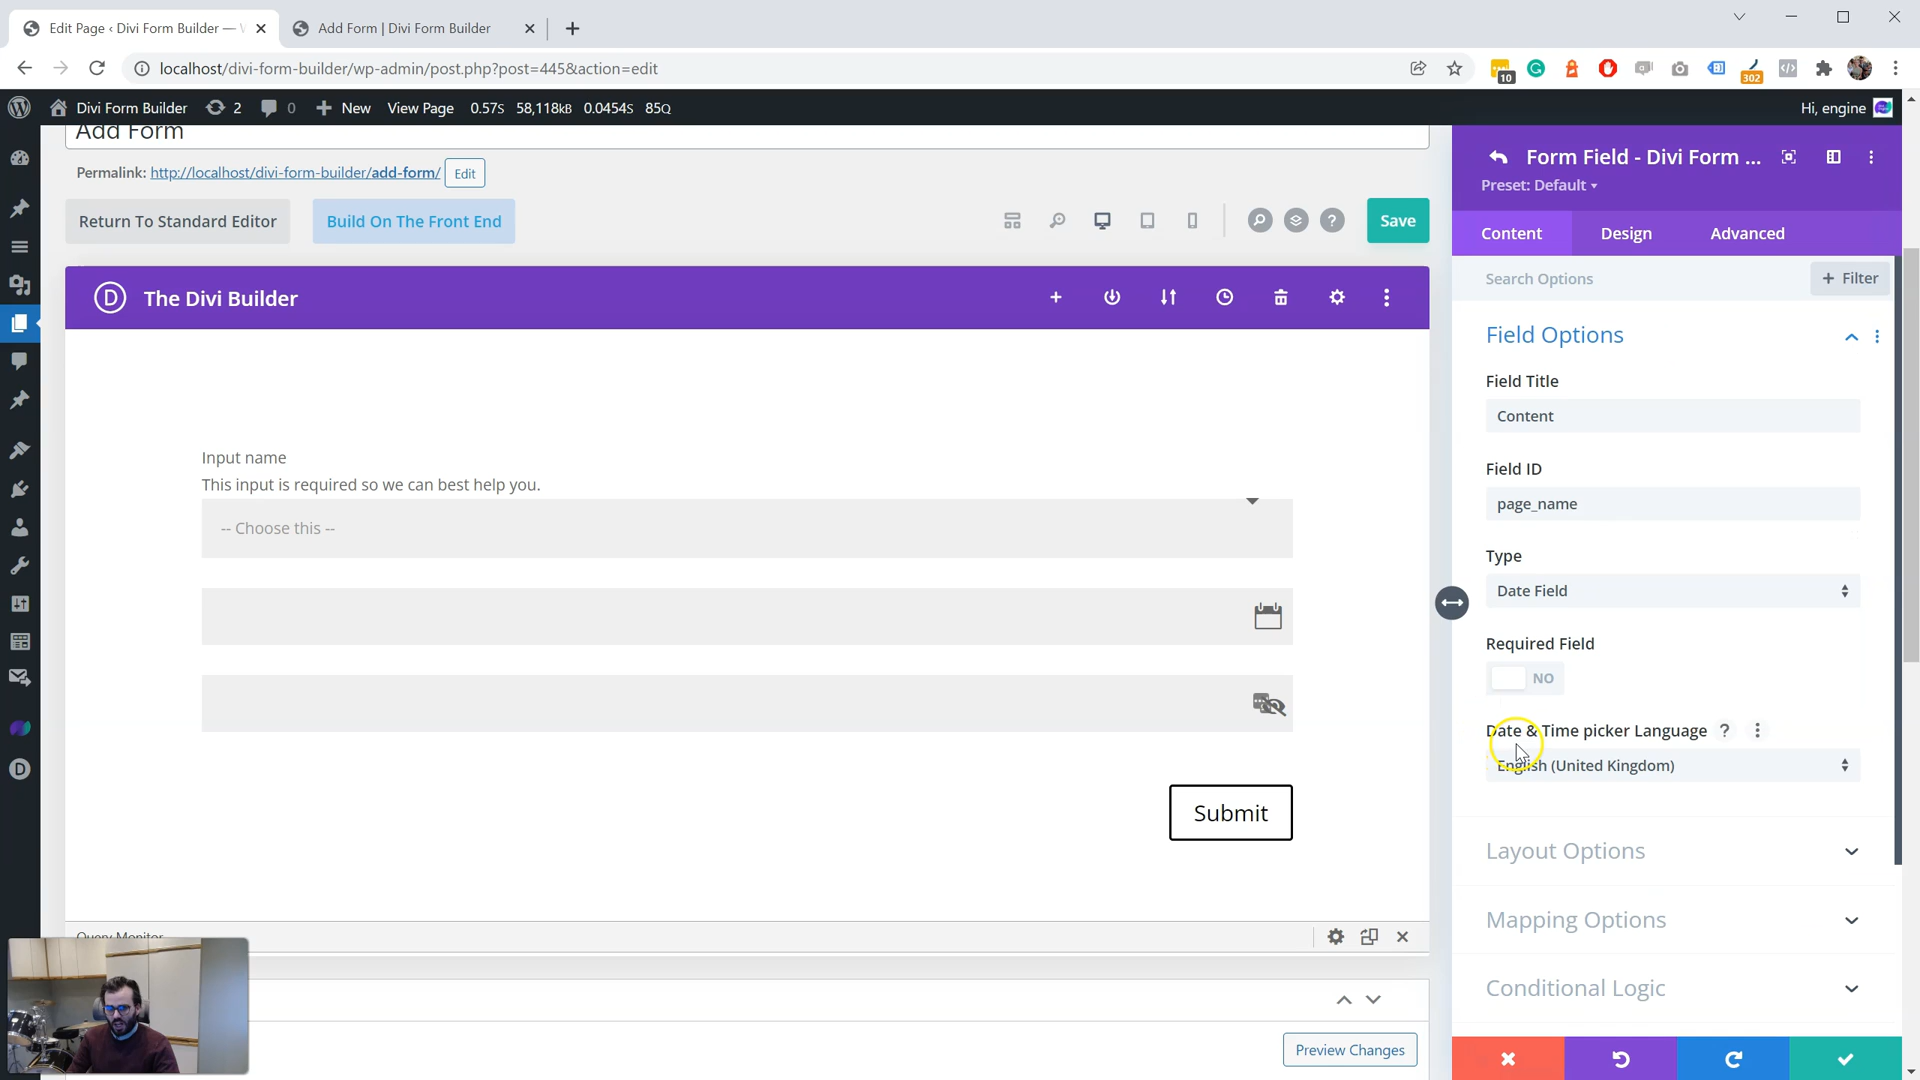 Edit Page ‹ Divi Form Builder —
Add Form | Divi Form Builder
localhost/divi-form-builder/wp-admin/post.php?post=445&action=edit
10
302
Divi Form Builder
2
0
New
View Page
0.57s 58,118kB 0.0454s 85Q
Hi, engine
Add Form
Permalink: http://localhost/divi-form-builder/add-form/
Edit
Return To Standard Editor
Build On The Front End
?
Save
D
The Divi Builder
Input name
This input is required so we can best help you.
-- Choose this --
Submit
Preview Changes
Form Field - Divi Form ...
Preset: Default
Content
Design
Advanced
Search Options
+ Filter
Field Options
Field Title
Content
Field ID
page_name
Type
Date Field
Required Field
NO
Date & Time picker Language ?
English (United Kingdom)
Layout Options
Mapping Options
Conditional Logic
D